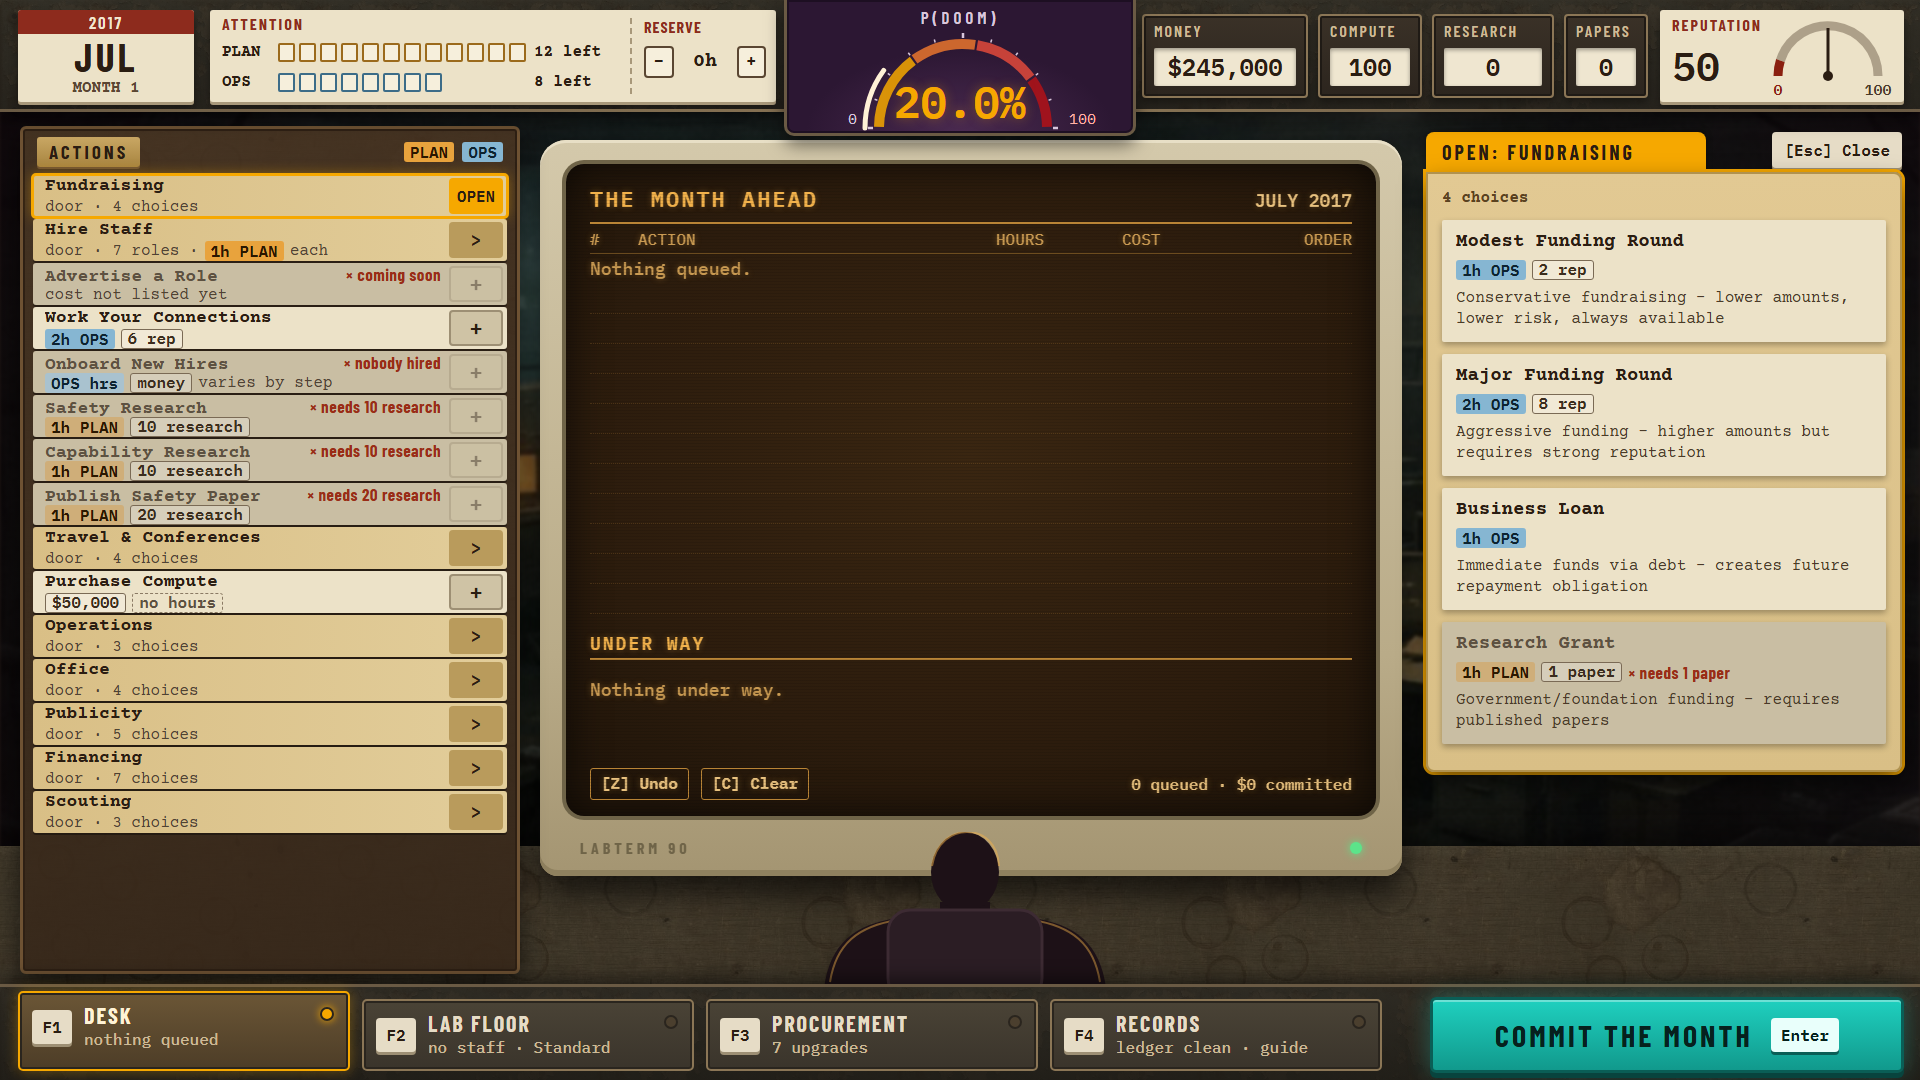 2017
JUL
MONTH 1
ATTENTION
PLAN 12 left
OPS 8 left
RESERVE
- 0h +
P(DOOM)
20.0%
0 100
MONEY
$245,000
COMPUTE
100
RESEARCH
0
PAPERS
0
REPUTATION
50
0 100
ACTIONS PLAN OPS
Fundraising
door · 4 choices
OPEN
Hire Staff
door · 7 roles · 1h PLAN each
>
Advertise a Role × coming soon
cost not listed yet
+
Work Your Connections
2h OPS 6 rep
+
Onboard New Hires × nobody hired
OPS hrs money varies by step
+
Safety Research × needs 10 research
1h PLAN 10 research
+
Capability Research × needs 10 research
1h PLAN 10 research
+
Publish Safety Paper × needs 20 research
1h PLAN 20 research
+
Travel & Conferences
door · 4 choices
>
Purchase Compute
$50,000 no hours
+
Operations
door · 3 choices
>
Office
door · 4 choices
>
Publicity
door · 5 choices
>
Financing
door · 7 choices
>
Scouting
door · 3 choices
>
THE MONTH AHEAD JULY 2017
# ACTION HOURS COST ORDER
Nothing queued.
UNDER WAY
Nothing under way.
[Z] Undo [C] Clear 0 queued · $0 committed
LABTERM 90
OPEN: FUNDRAISING [Esc] Close
4 choices
Modest Funding Round
1h OPS 2 rep
Conservative fundraising - lower amounts,
lower risk, always available
Major Funding Round
2h OPS 8 rep
Aggressive funding - higher amounts but
requires strong reputation
Business Loan
1h OPS
Immediate funds via debt - creates future
repayment obligation
Research Grant
1h PLAN 1 paper × needs 1 paper
Government/foundation funding - requires
published papers
F1 DESK
nothing queued
F2 LAB FLOOR
no staff · Standard
F3 PROCUREMENT
7 upgrades
F4 RECORDS
ledger clean · guide
COMMIT THE MONTH Enter